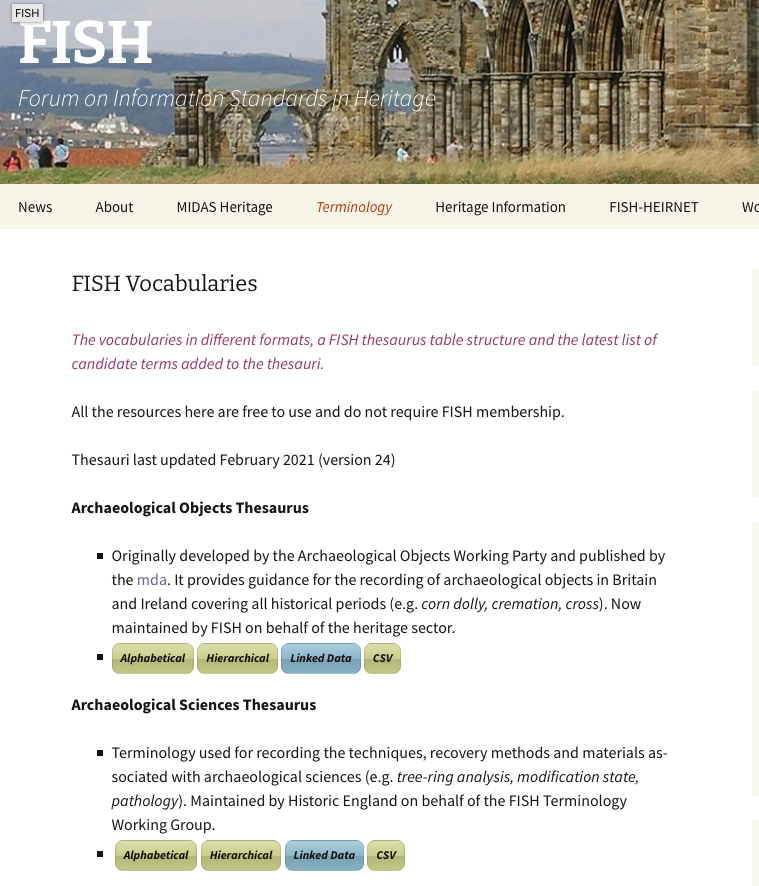 FISH
FISH
Forum on Information Standards in Heritage
News About MIDAS Heritage Terminology Heritage Information FISH-HEIRNET
FISH Vocabularies
The vocabularies in different formats, a FISH thesaurus table structure and the latest list of
candidate terms added to the thesauri.
All the resources here are free to use and do not require FISH membership.
Thesauri last updated February 2021 (version 24)
Archaeological Objects Thesaurus
Originally developed by the Archaeological Objects Working Party and published by
the mda. It provides guidance for the recording of archaeological objects in Britain
and Ireland covering all historical periods (e.g. corn dolly, cremation, cross). Now
maintained by FISH on behalf of the heritage sector.
Alphabetical Hierarchical Linked Data CSV
Archaeological Sciences Thesaurus
Terminology used for recording the techniques, recovery methods and materials as-
sociated with archaeological sciences (e.g. tree-ring analysis, modification state,
pathology). Maintained by Historic England on behalf of the FISH Terminology
Working Group.
Alphabetical Hierarchical Linked Data CSV